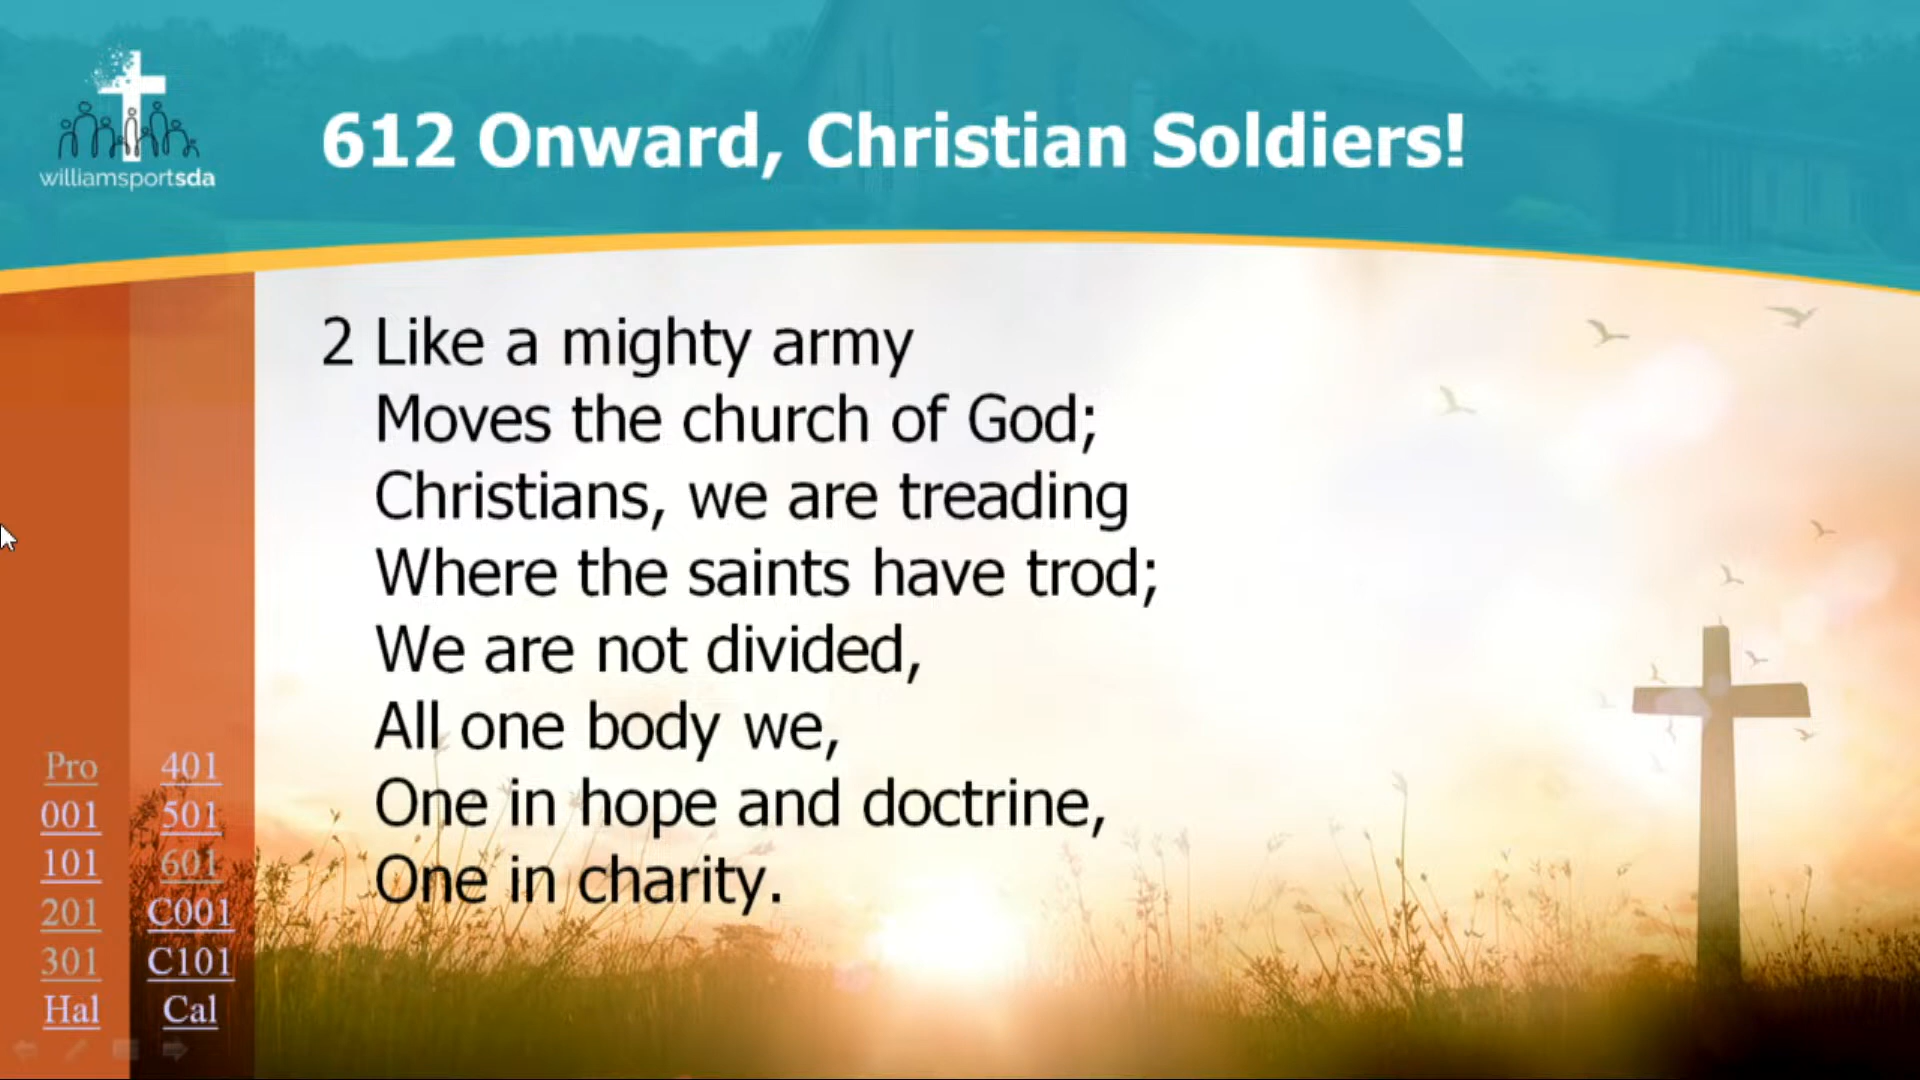 williamsportsda
612 Onward, Christian Soldiers!
2 Like a mighty army
Moves the church of God;
Christians, we are treading
Where the saints have trod;
We are not divided,
All one body we,
One in hope and doctrine,
One in charity.
Pro 401
001 501
101 601
201 C001
301 C101
Hal Cal